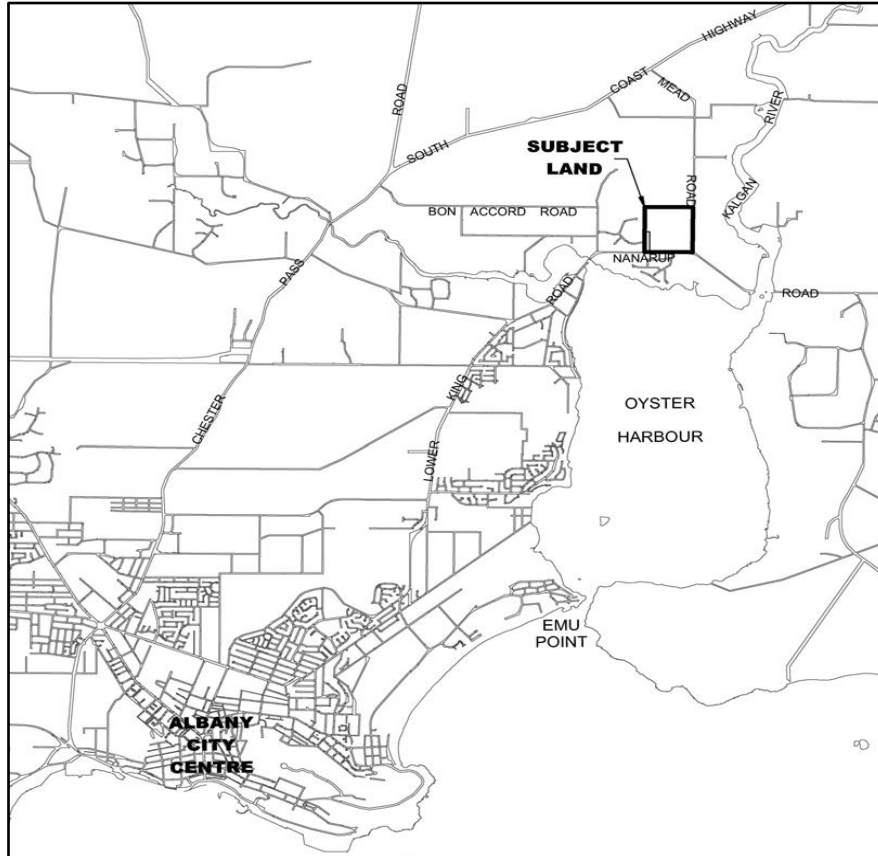 HIGHWAY
COAST
MEAD
ROAD
SOUTH
RIVER
SUBJECT
LAND
ROAD
KALGAN
BON ACCORD ROAD
NANARUP
PASS
ROAD
ROAD
KING
OYSTER
HARBOUR
CHESTER
LOWER
EMU
POINT
ALBANY
CITY
CENTRE